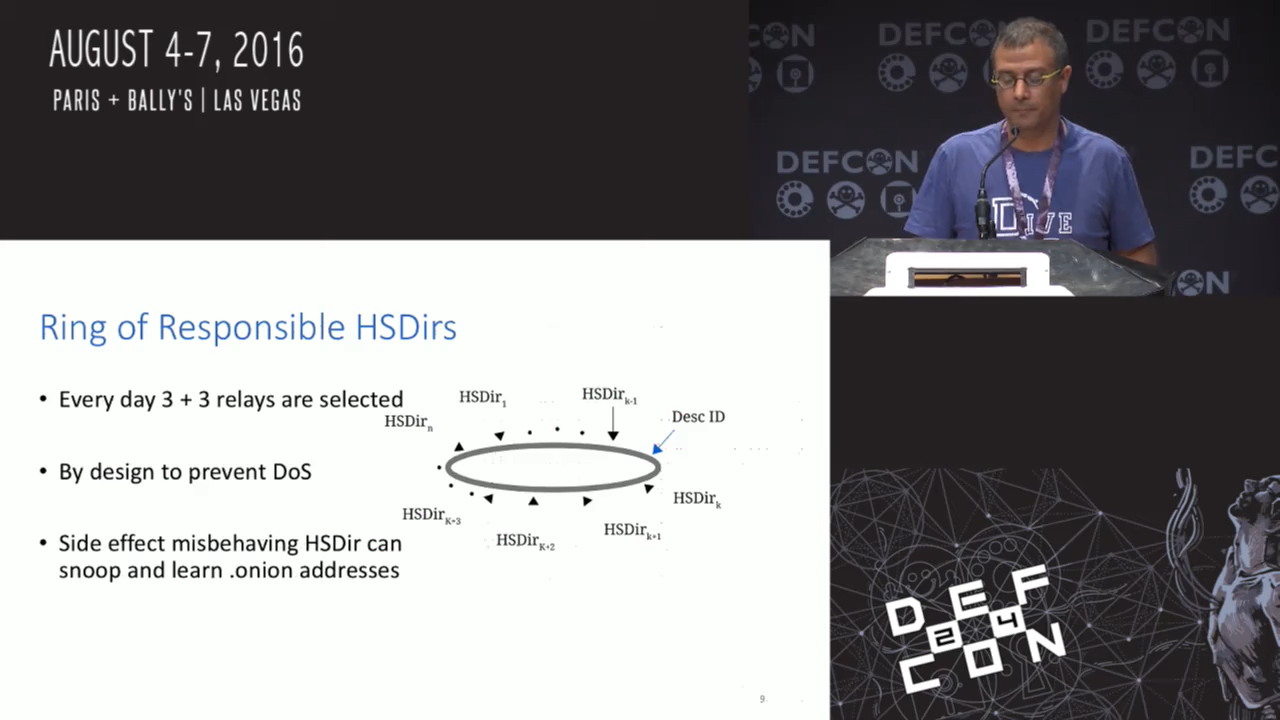 AUGUST 4-7, 2016
PARIS + BALLY'S | LAS VEGAS
DEFCON
DEFCON
DEFCON
DIVE
Ring of Responsible HSDirs
• Every day 3 + 3 relays are selected
• By design to prevent DoS
• Side effect misbehaving HSDir can
snoop and learn .onion addresses
HSDir1
HSDirk-1
Desc ID
HSDirn
HSDirk
HSDirK+3
HSDirK+2
HSDirk+1
9
DEF
24
CON